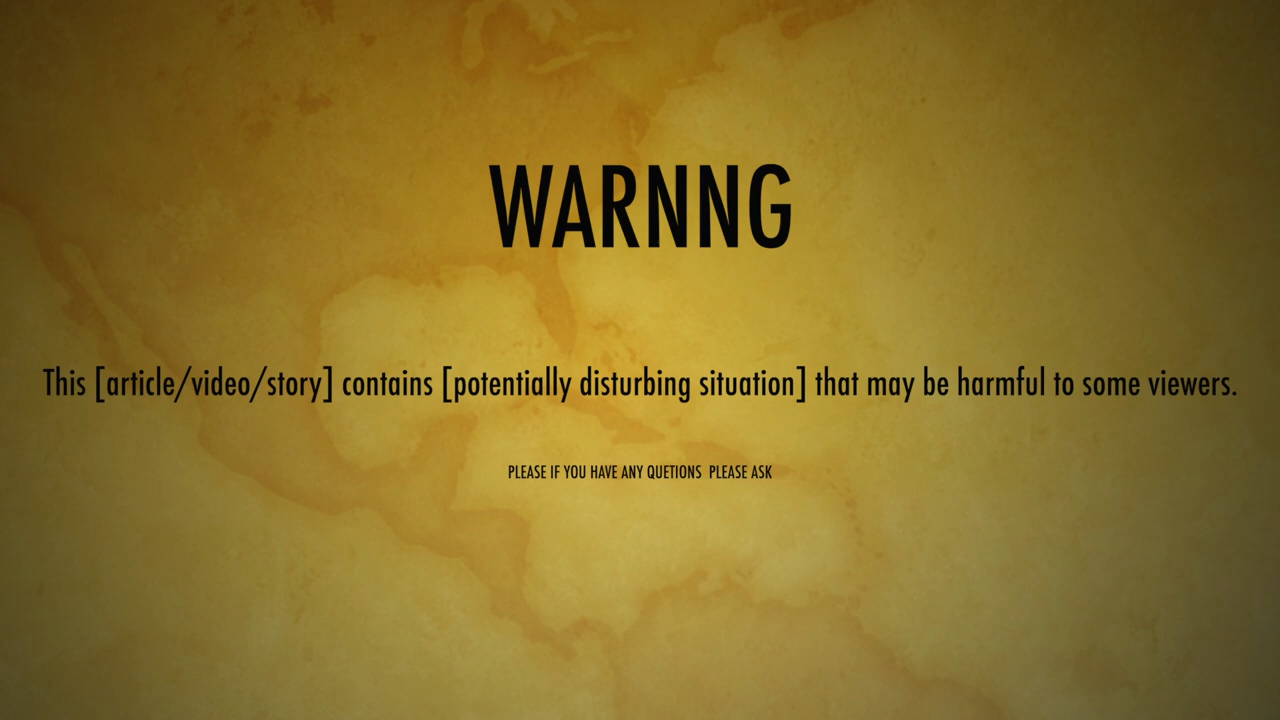 WARNNG
This [article/video/story] contains [potentially disturbing situation] that may be harmful to some viewers.
PLEASE IF YOU HAVE ANY QUETIONS  PLEASE ASK